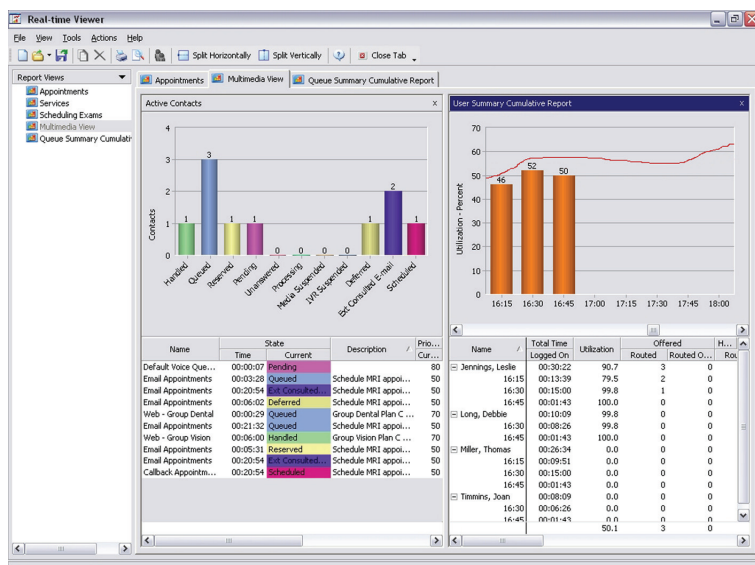 Real-time Viewer
File View Tools Actions Help
Split Horizontally Split Vertically Close Tab
Report Views
Appointments
Services
Scheduling Exams
Multimedia View
Queue Summary Cumulati
Appointments Multimedia View Queue Summary Cumulative Report
Active Contacts x
4
3
2
1
0
Contacts
1 3 1 1 0 0 0 0 1 2 1
Handled Queued Reserved Pending Unanswered Processing Media Suspended IVR Suspended Deferred Ext Consulted E-mail Scheduled
Name State Description Prio...
Time Current Cur...
Default Voice Que... 00:00:07 Pending 80
Email Appointments 00:03:28 Queued Schedule MRI appoi... 50
Email Appointments 00:20:54 Ext Consulted... Schedule MRI appoi... 50
Email Appointments 00:06:02 Deferred Schedule MRI appoi... 50
Web - Group Dental 00:00:29 Queued Group Dental Plan C ... 70
Email Appointments 00:21:32 Queued Schedule MRI appoi... 50
Web - Group Vision 00:06:00 Handled Group Vision Plan C ... 70
Email Appointments 00:05:31 Reserved Schedule MRI appoi... 50
Email Appointments 00:20:54 Ext Consulted... Schedule MRI appoi... 50
Callback Appointm... 00:20:54 Scheduled Schedule MRI appoi... 50
User Summary Cumulative Report x
70
60
50
40
30
20
10
0
Utilization - Percent
46 52 50
16:15 16:30 16:45 17:00 17:15 17:30 17:45 18:00
Name Total Time Utilization Offered H...
Logged On Routed Routed O... Rou
Jennings, Leslie 00:30:22 90.7 3 0
16:15 00:13:39 79.5 2 0
16:30 00:15:00 99.8 1 0
16:45 00:01:43 100.0 0 0
Long, Debbie 00:10:09 99.8 0 0
16:30 00:08:26 99.8 0 0
16:45 00:01:43 100.0 0 0
Miller, Thomas 00:26:34 0.0 0 0
16:15 00:09:51 0.0 0 0
16:30 00:15:00 0.0 0 0
16:45 00:01:43 0.0 0 0
Timmins, Joan 00:08:09 0.0 0 0
16:30 00:06:26 0.0 0 0
16:45 00:01:43 0.0 0 0
50.1 3 0